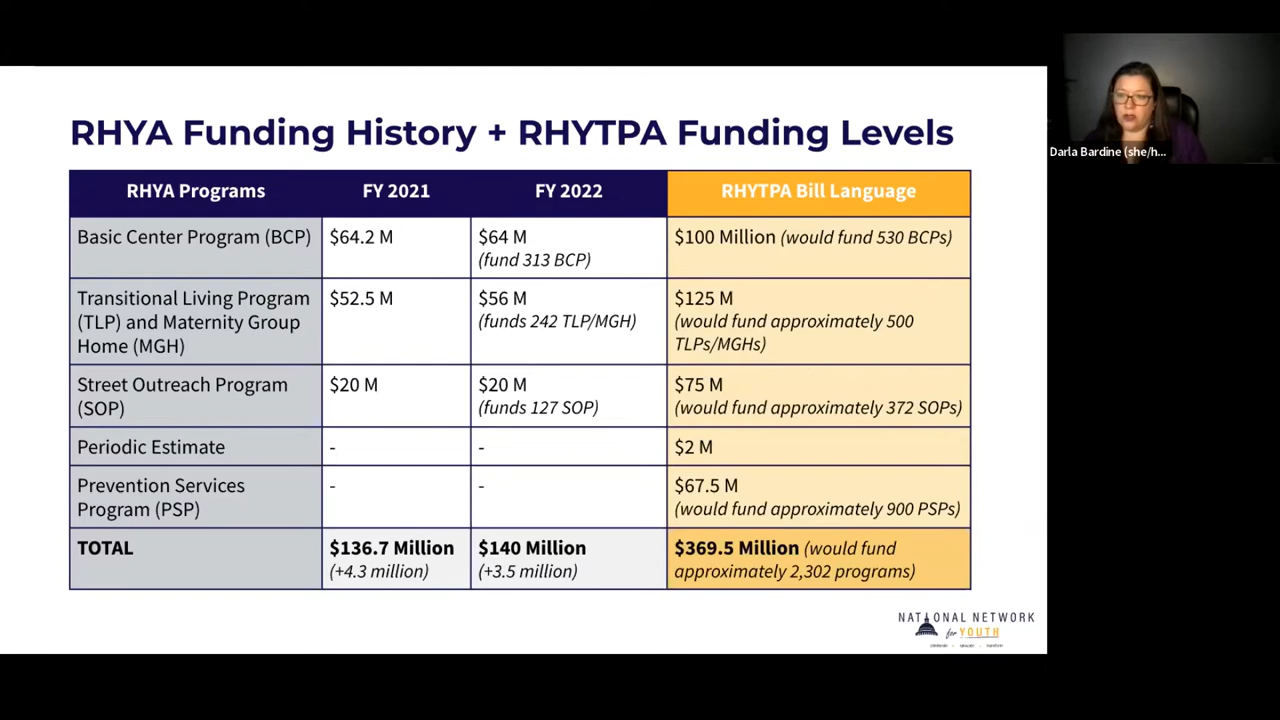 RHYA Funding History + RHYTPA Funding Levels
RHYA Programs
FY 2021
FY 2022
RHYTPA Bill Language
Basic Center Program (BCP)
$64.2 M
$64 M
(fund 313 BCP)
$100 Million (would fund 530 BCPs)
Transitional Living Program
(TLP) and Maternity Group
Home (MGH)
$52.5 M
$56 M
(funds 242 TLP/MGH)
$125 M
(would fund approximately 500
TLPs/MGHs)
Street Outreach Program
(SOP)
$20 M
$20 M
(funds 127 SOP)
$75 M
(would fund approximately 372 SOPs)
Periodic Estimate
-
-
$2 M
Prevention Services
Program (PSP)
-
-
$67.5 M
(would fund approximately 900 PSPs)
TOTAL
$136.7 Million
(+4.3 million)
$140 Million
(+3.5 million)
$369.5 Million (would fund
approximately 2,302 programs)
NATIONAL NETWORK
for YOUTH
Darla Bardine (she/h...